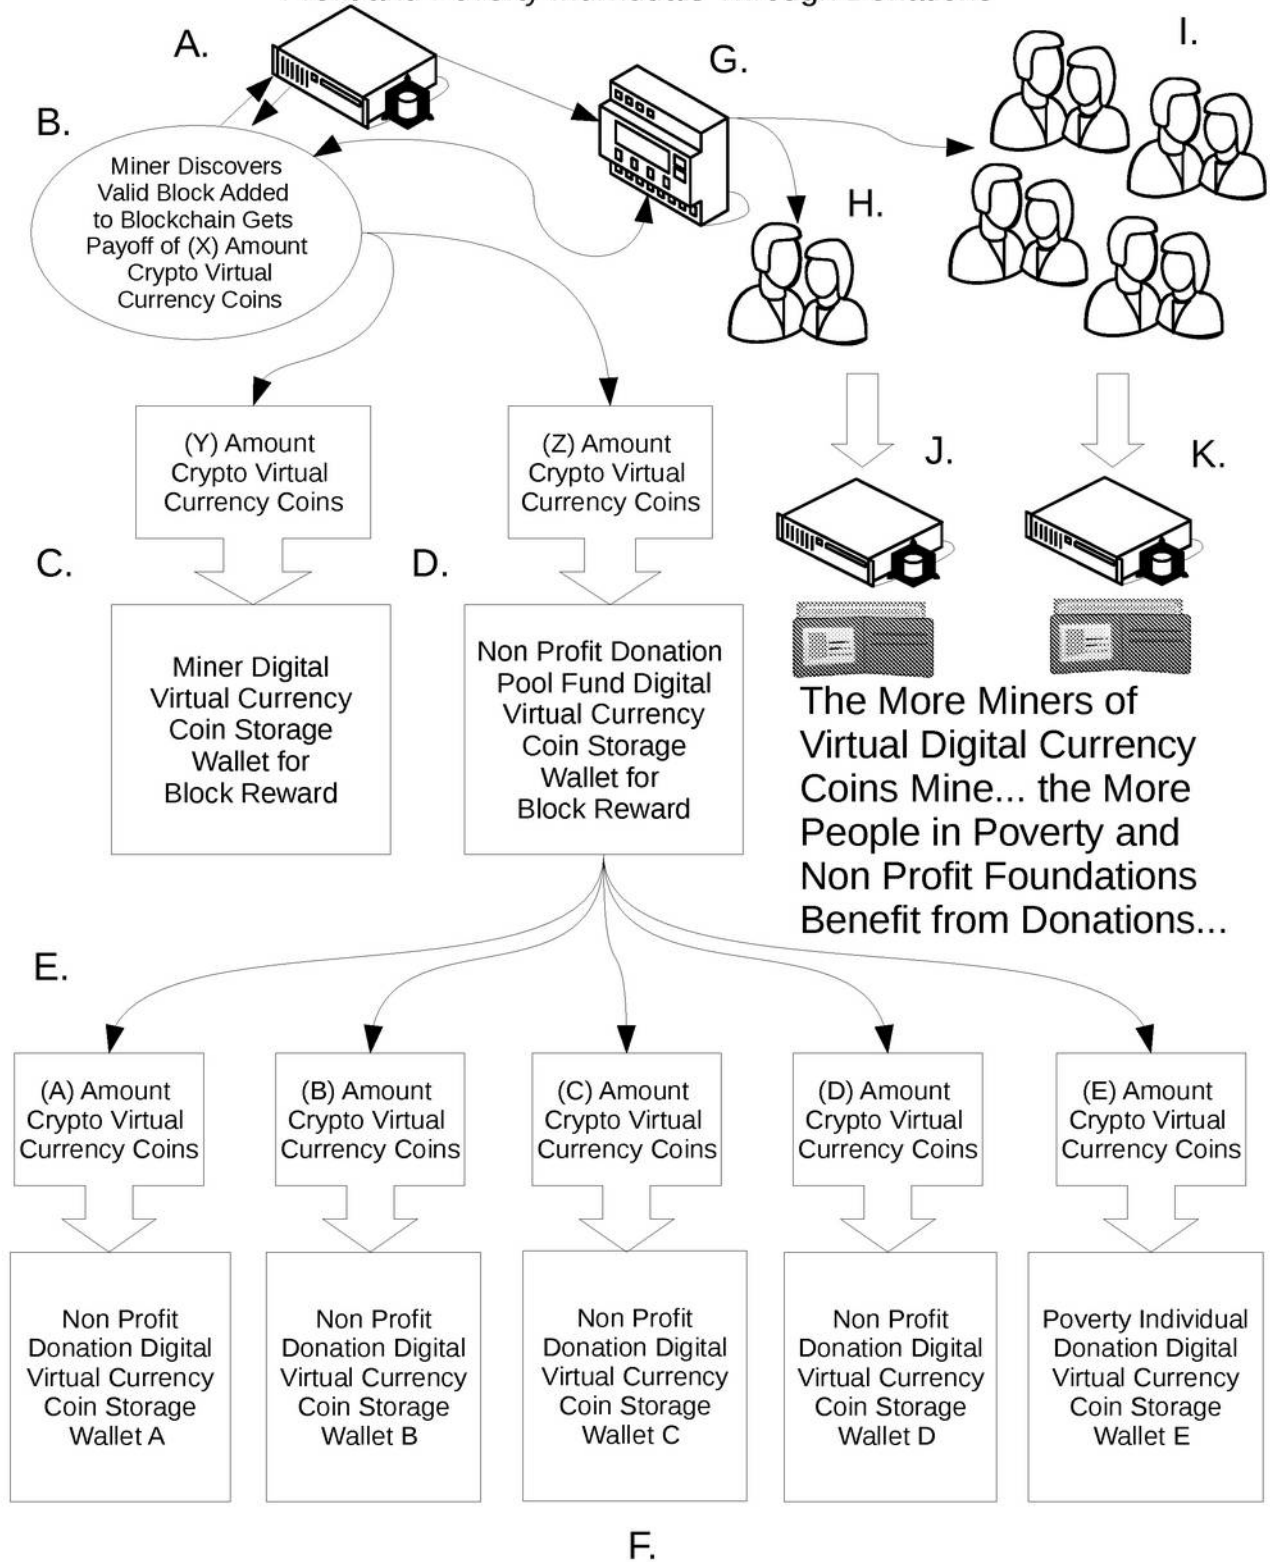 A.
G.
I.
B.
Miner Discovers
Valid Block Added
to Blockchain Gets
Payoff of (X) Amount
Crypto Virtual
Currency Coins
H.
(Y) Amount
Crypto Virtual
Currency Coins
(Z) Amount
Crypto Virtual
Currency Coins
J.
K.
C.
D.
Miner Digital
Virtual Currency
Coin Storage
Wallet for
Block Reward
Non Profit Donation
Pool Fund Digital
Virtual Currency
Coin Storage
Wallet for
Block Reward
The More Miners of
Virtual Digital Currency
Coins Mine... the More
People in Poverty and
Non Profit Foundations
Benefit from Donations...
E.
(A) Amount
Crypto Virtual
Currency Coins
(B) Amount
Crypto Virtual
Currency Coins
(C) Amount
Crypto Virtual
Currency Coins
(D) Amount
Crypto Virtual
Currency Coins
(E) Amount
Crypto Virtual
Currency Coins
Non Profit
Donation Digital
Virtual Currency
Coin Storage
Wallet A
Non Profit
Donation Digital
Virtual Currency
Coin Storage
Wallet B
Non Profit
Donation Digital
Virtual Currency
Coin Storage
Wallet C
Non Profit
Donation Digital
Virtual Currency
Coin Storage
Wallet D
Poverty Individual
Donation Digital
Virtual Currency
Coin Storage
Wallet E
F.